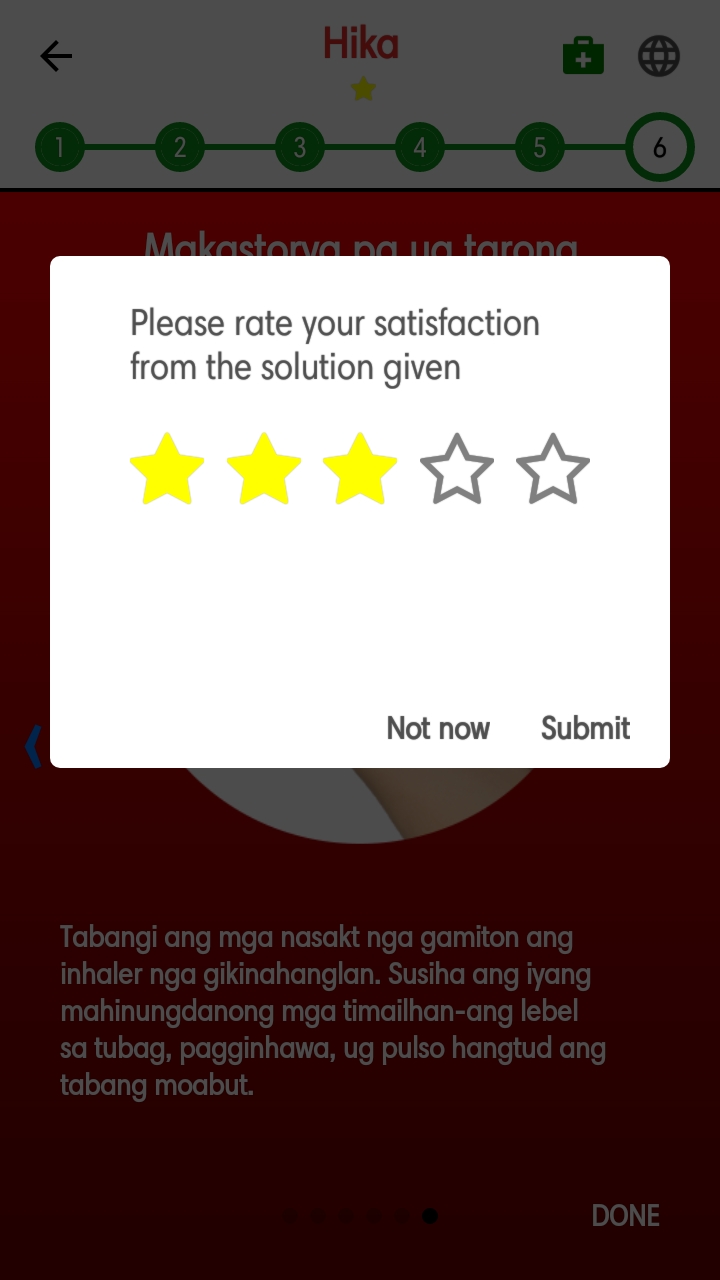 Hika
1 2 3 4 5 6
Makastorya pa ug tarong
Please rate your satisfaction
from the solution given
Not now Submit
Tabangi ang mga nasakt nga gamiton ang
inhaler nga gikinahanglan. Susiha ang iyang
mahinungdanong mga timailhan-ang lebel
sa tubag, pagginhawa, ug pulso hangtud ang
tabang moabut.
DONE